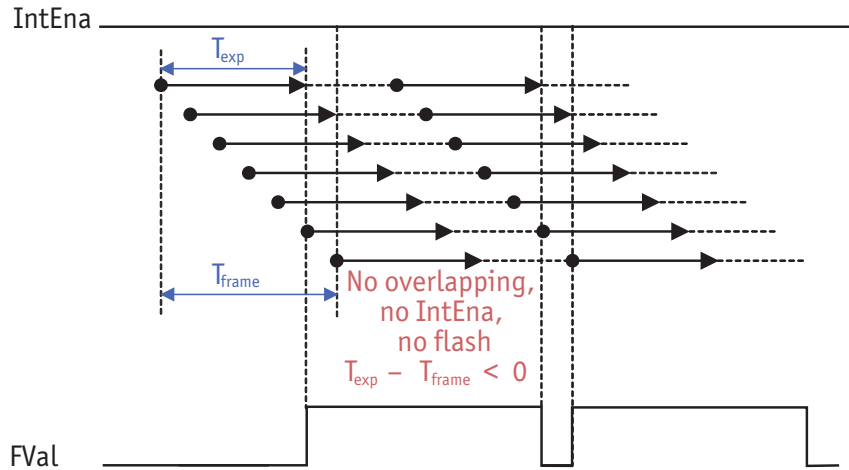 IntEna
Texp
Tframe
No overlapping,
no IntEna,
no flash
Texp – Tframe < 0
FVal